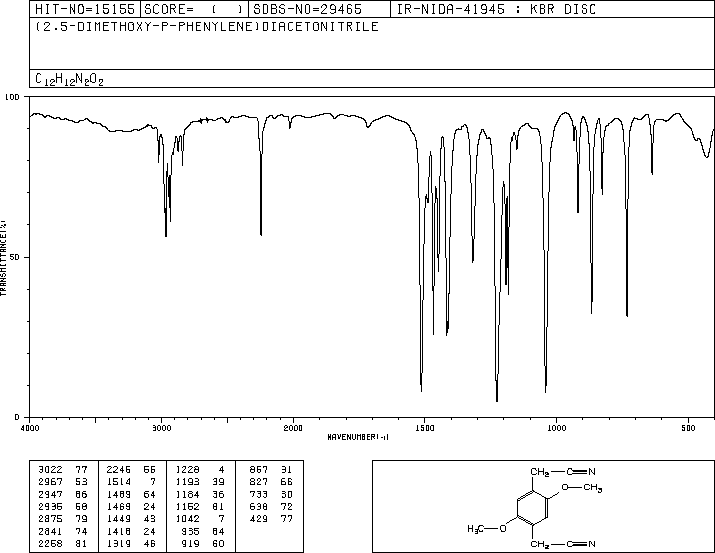 HIT-NO=15155 SCORE= ( ) SDBS-NO=29465 IR-NIDA-41945 : KBR DISC
(2,5-DIMETHOXY-P-PHENYLENE)DIACETONITRILE
C12H12N2O2
100
50
0
TRANSMITTANCE(%)
4000 3000 2000 1500 1000 500
WAVENUMBER(-1)
3022 77 2246 56 1228 4 867 31
2967 53 1514 7 1193 39 827 66
2947 66 1489 64 1184 36 733 30
2935 60 1469 24 1152 81 638 72
2875 79 1449 43 1042 7 429 77
2841 74 1418 24 935 84
2258 81 1319 46 919 60
CH2—C≡N
O—CH3
H3C—O
CH2—C≡N